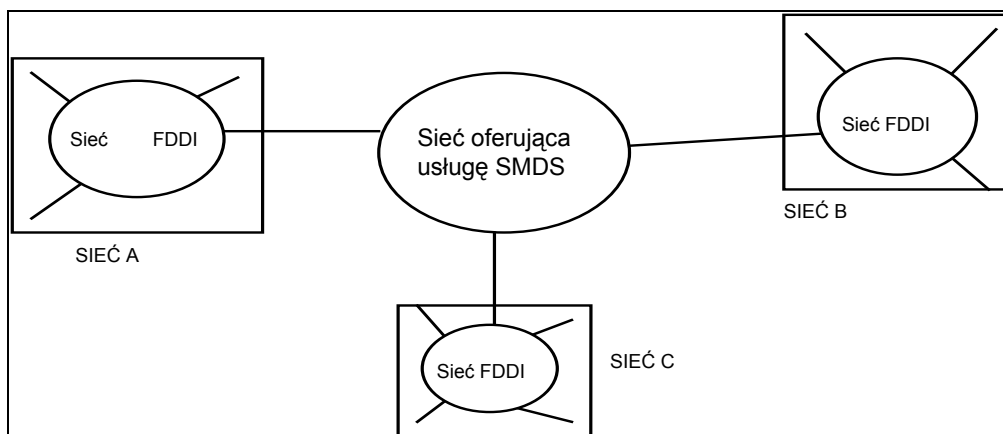 Sieć FDDI
SIEĆ A
Sieć oferująca
usługę SMDS
Sieć FDDI
SIEĆ B
Sieć FDDI
SIEĆ C